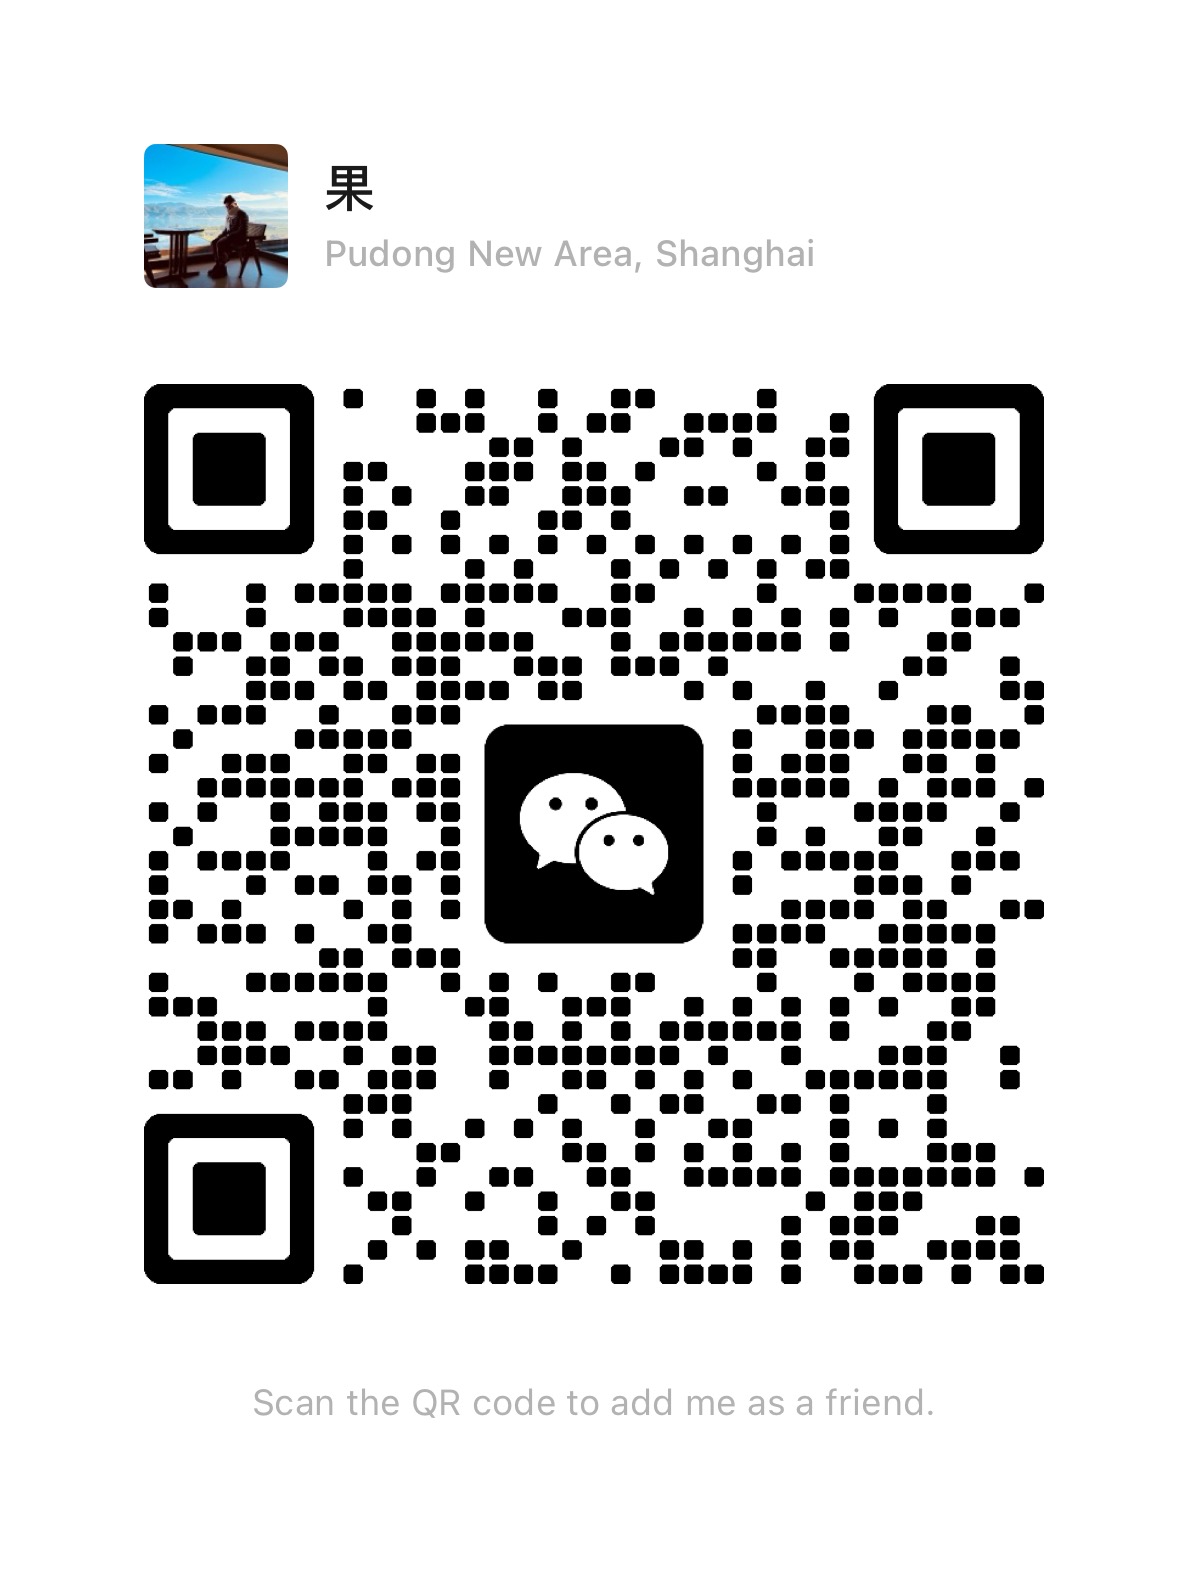 果
Pudong New Area, Shanghai
Scan the QR code to add me as a friend.